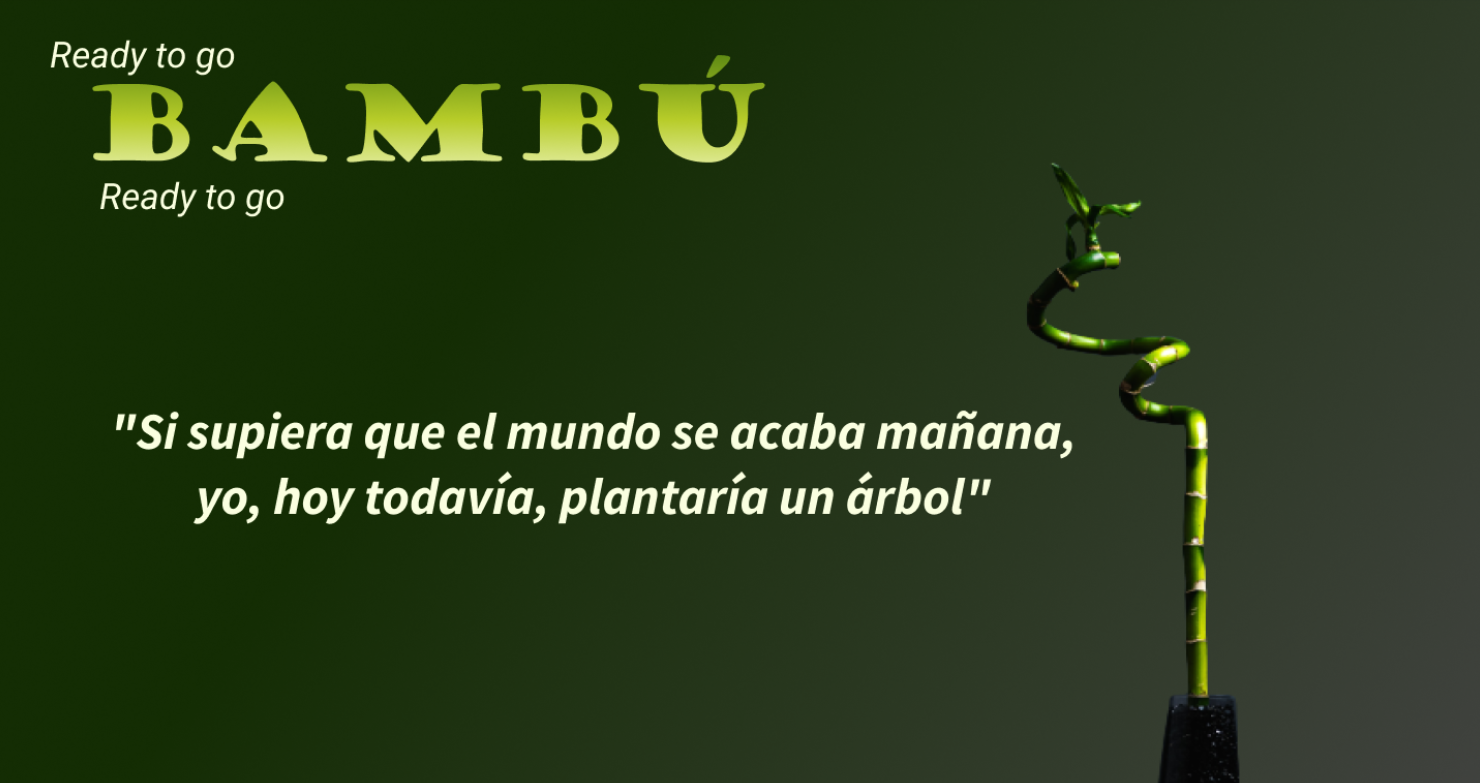 Ready to go
BAMBÚ
Ready to go
"Si supiera que el mundo se acaba mañana,
yo, hoy todavía, plantaría un árbol"